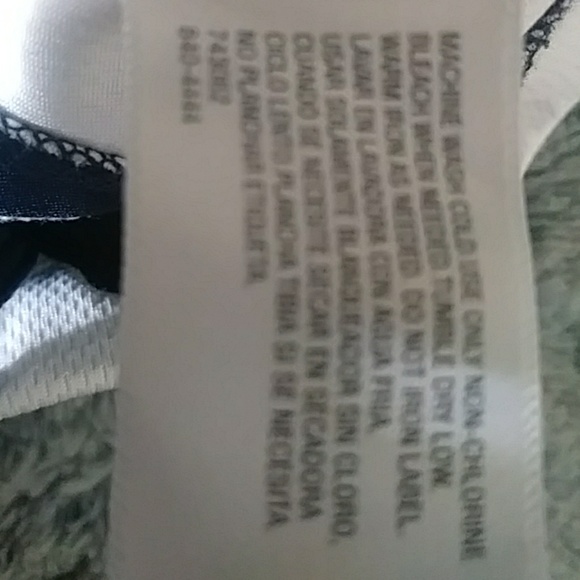 MACHINE WASH COLD USE ONLY NON-CHLORINE
BLEACH WHEN NEEDED. TUMBLE DRY LOW.
WARM IRON AS NEEDED. DO NOT IRON LABEL.
LAVAR EN LAVADORA CON AGUA FRIA.
USAR SOLAMENTE BLANQUEADOR SIN CLORO,
CUANDO SE NECESITE SECAR EN SECADORA
CICLO LENTO PLANCHA TIBIA SI SE NECESITA.
NO PLANCHAR ETIQUETA.